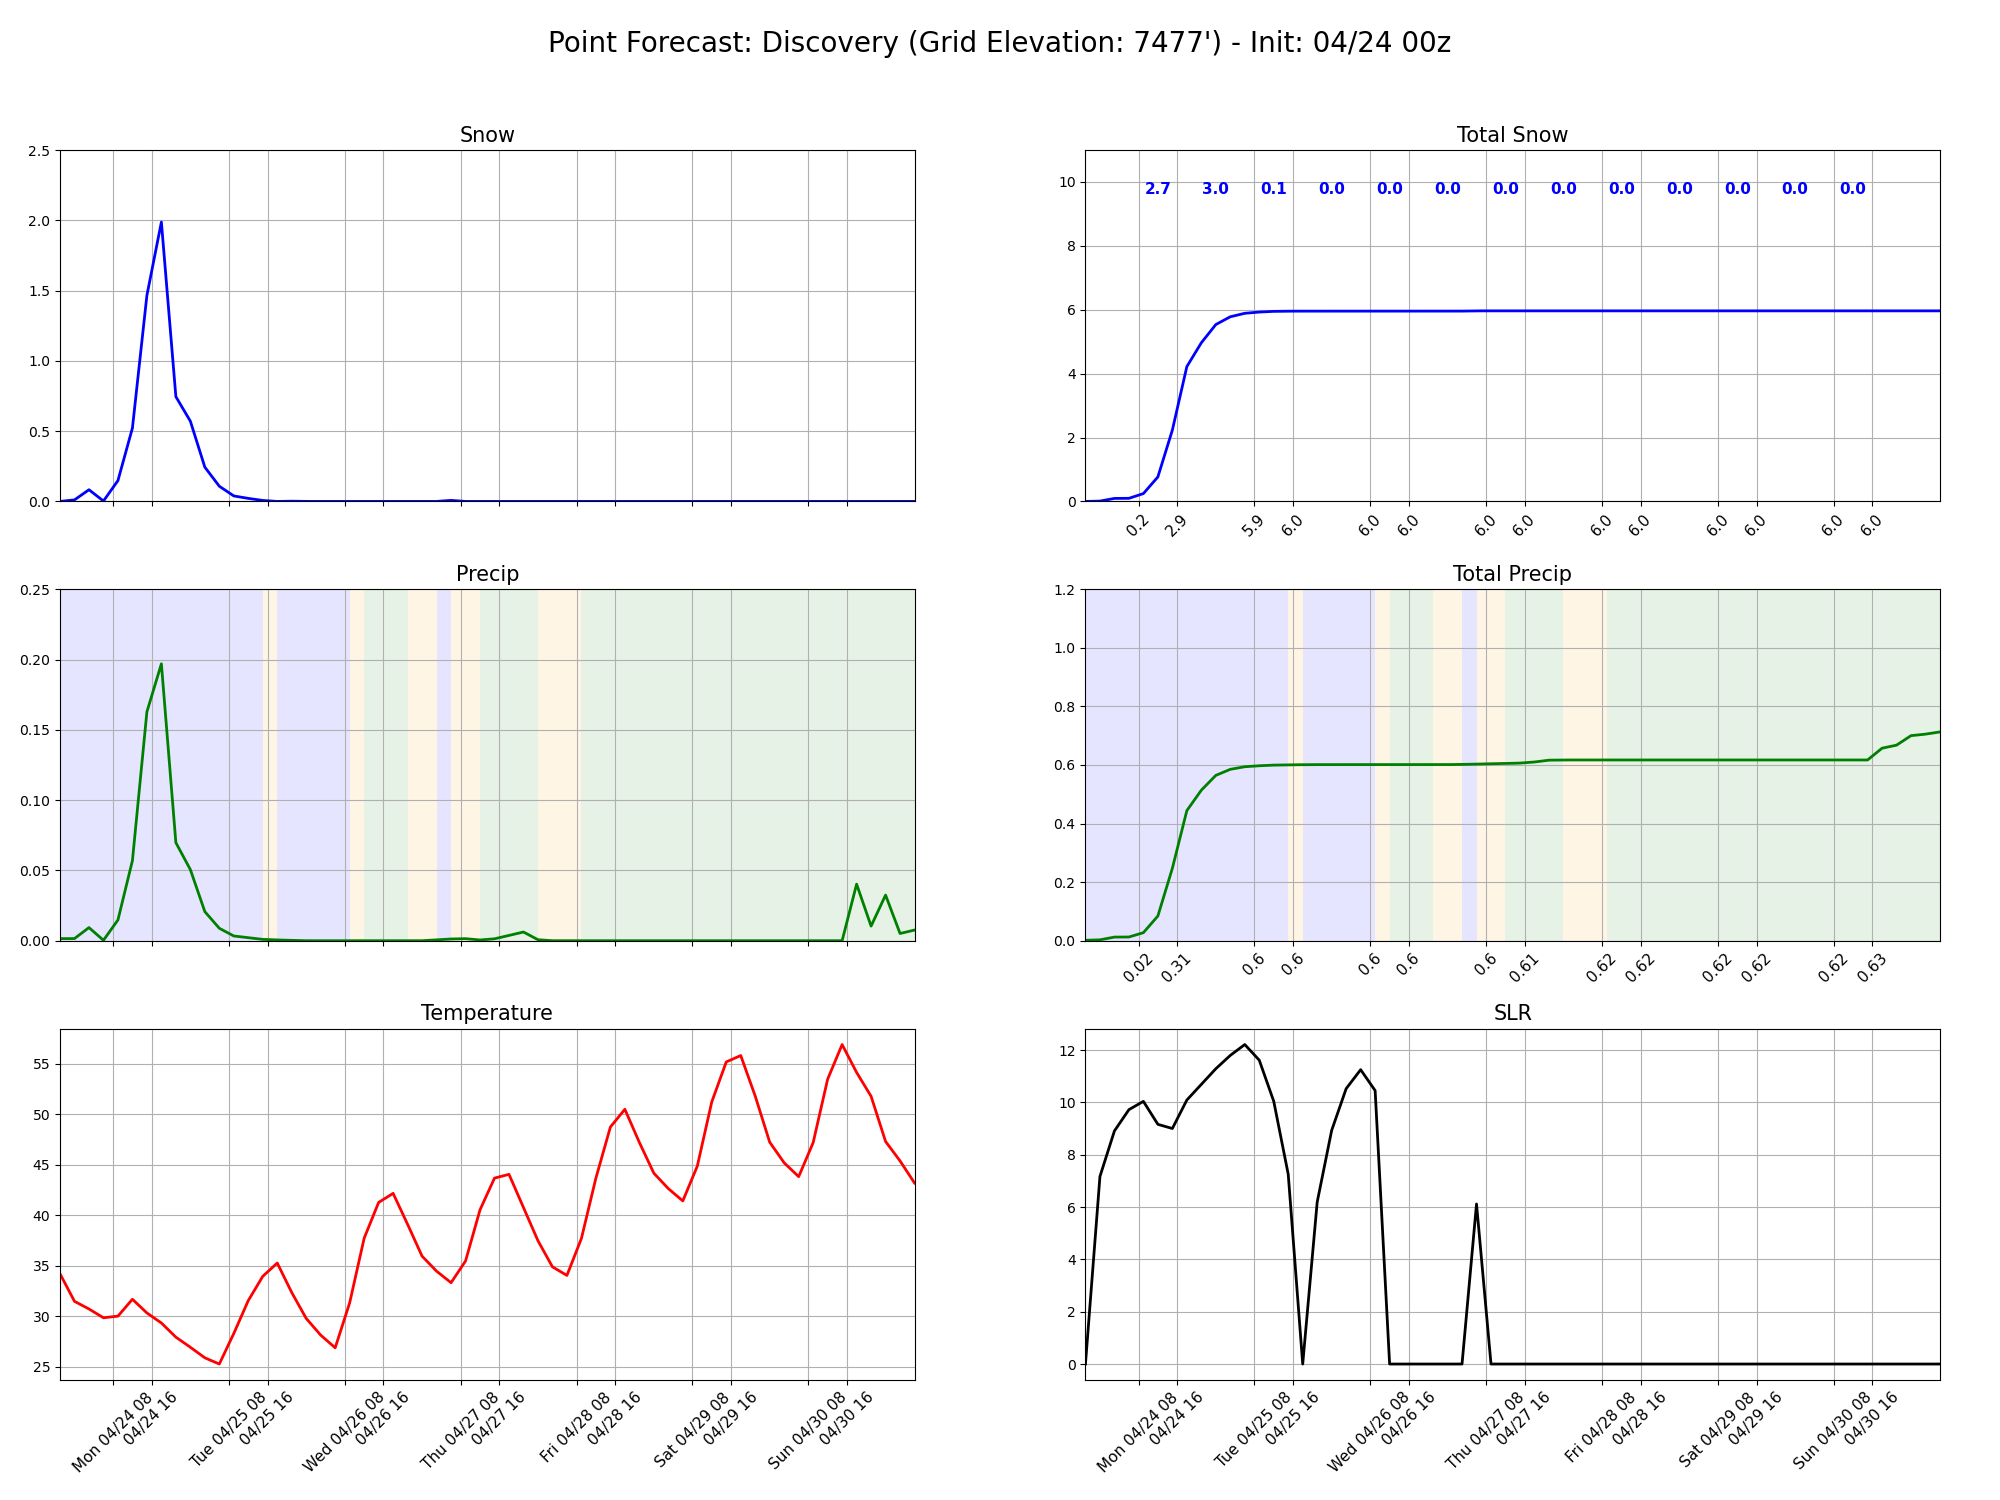 Point Forecast: Discovery (Grid Elevation: 7477') - Init: 04/24 00z
Snow
2.5
2.0
1.5
1.0
0.5
0.0
Total Snow
10
8
6
4
2
0
2.7 3.0 0.1 0.0 0.0 0.0 0.0 0.0 0.0 0.0 0.0 0.0 0.0
0.2 2.9 5.9 6.0 6.0 6.0 6.0 6.0 6.0 6.0 6.0 6.0 6.0 6.0
Precip
0.25
0.20
0.15
0.10
0.05
0.00
Total Precip
1.2
1.0
0.8
0.6
0.4
0.2
0.0
0.02 0.31 0.6 0.6 0.6 0.6 0.6 0.61 0.62 0.62 0.62 0.62 0.62 0.63
Temperature
55
50
45
40
35
30
25
Mon 04/24 08
04/24 16
Tue 04/25 08
04/25 16
Wed 04/26 08
04/26 16
Thu 04/27 08
04/27 16
Fri 04/28 08
04/28 16
Sat 04/29 08
04/29 16
Sun 04/30 08
04/30 16
SLR
12
10
8
6
4
2
0
Mon 04/24 08
04/24 16
Tue 04/25 08
04/25 16
Wed 04/26 08
04/26 16
Thu 04/27 08
04/27 16
Fri 04/28 08
04/28 16
Sat 04/29 08
04/29 16
Sun 04/30 08
04/30 16